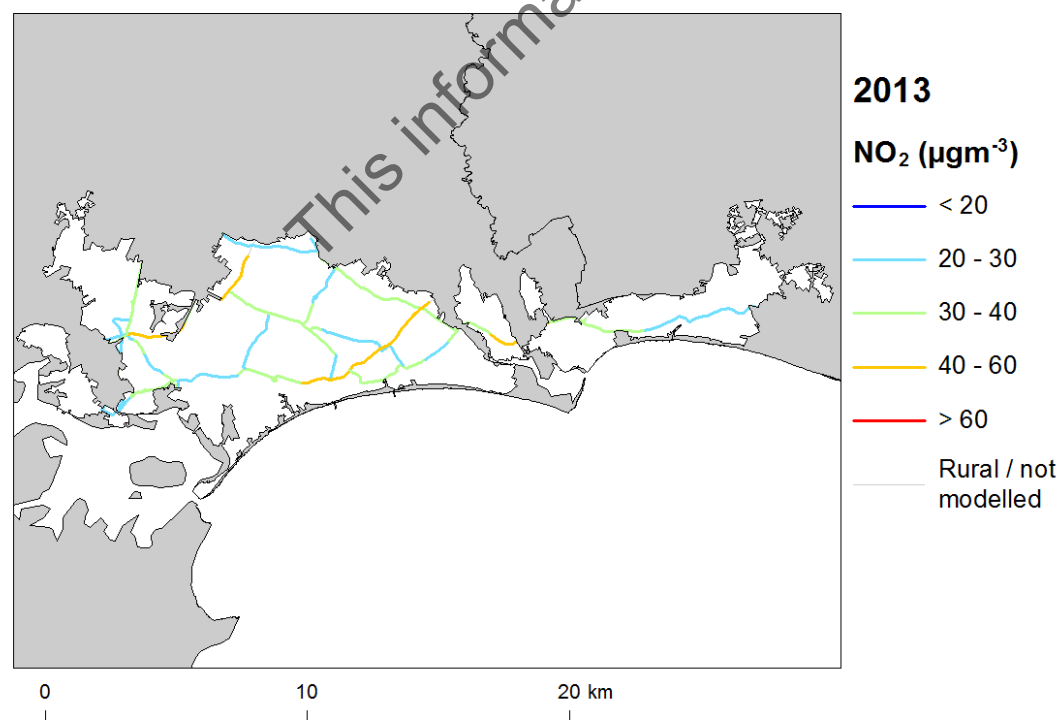 This informa
2013
NO₂ (µgm⁻³)
< 20
20 - 30
30 - 40
40 - 60
> 60
Rural / not
modelled
0 10 20 km